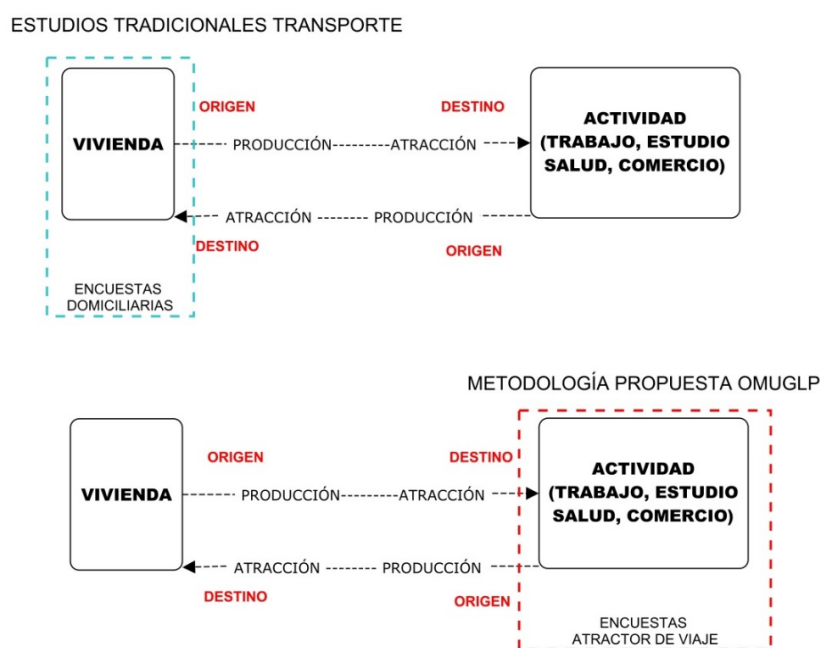 ESTUDIOS TRADICIONALES TRANSPORTE
ORIGEN
DESTINO
VIVIENDA
PRODUCCIÓN--------ATRACCIÓN
ACTIVIDAD
(TRABAJO, ESTUDIO
SALUD, COMERCIO)
ATRACCIÓN ------- PRODUCCIÓN
DESTINO
ORIGEN
ENCUESTAS
DOMICILIARIAS
METODOLOGÍA PROPUESTA OMUGLP
ORIGEN
DESTINO
VIVIENDA
PRODUCCIÓN--------ATRACCIÓN
ACTIVIDAD
(TRABAJO, ESTUDIO
SALUD, COMERCIO)
ATRACCIÓN ------- PRODUCCIÓN
DESTINO
ORIGEN
ENCUESTAS
ATRACTOR DE VIAJE